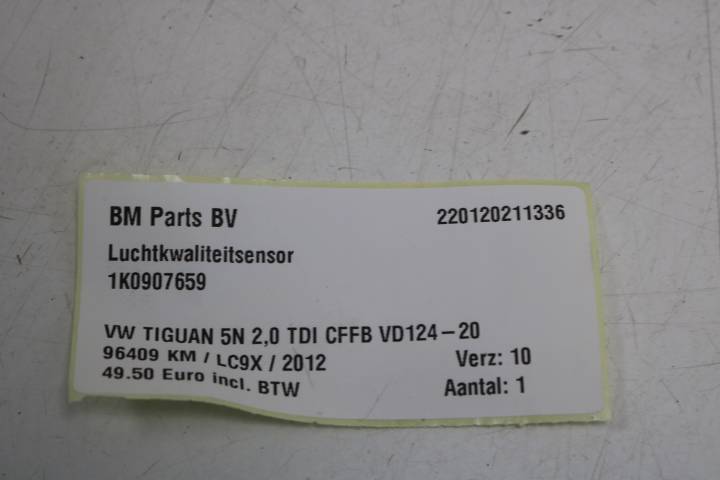 BM Parts BV 220120211336
Luchtkwaliteitsensor
1K0907659
VW TIGUAN 5N 2,0 TDI CFFB VD124-20
96409 KM / LC9X / 2012 Verz: 10
49.50 Euro incl. BTW Aantal: 1